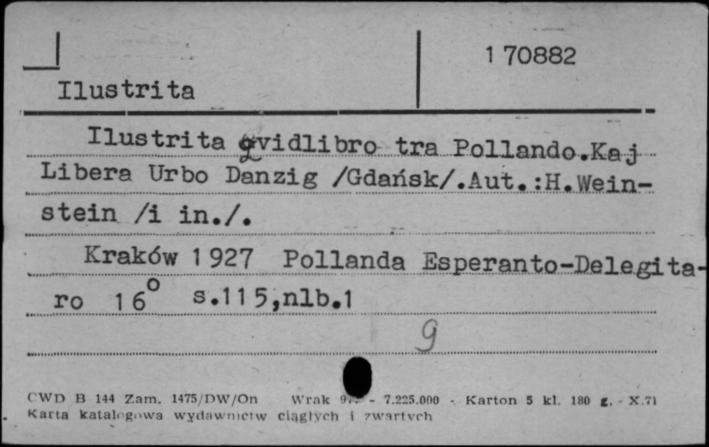 1 70882
Ilustrita
Ilustrita gvidlibro tra Pollando.Kaj
Libera Urbo Danzig /Gdańsk/.Aut.:H.Wein-
stein /i in./.
Kraków 1927 Pollanda Esperanto-Delegita-
ro 16° s.115,nlb.1
9
CWD B 144 Zam. 1475/DW/On Wrak - 7.225.000 - Karton 5 kl. 180 g. - X.71
Karta katalogowa wydawnictw ciągłych i zwartych